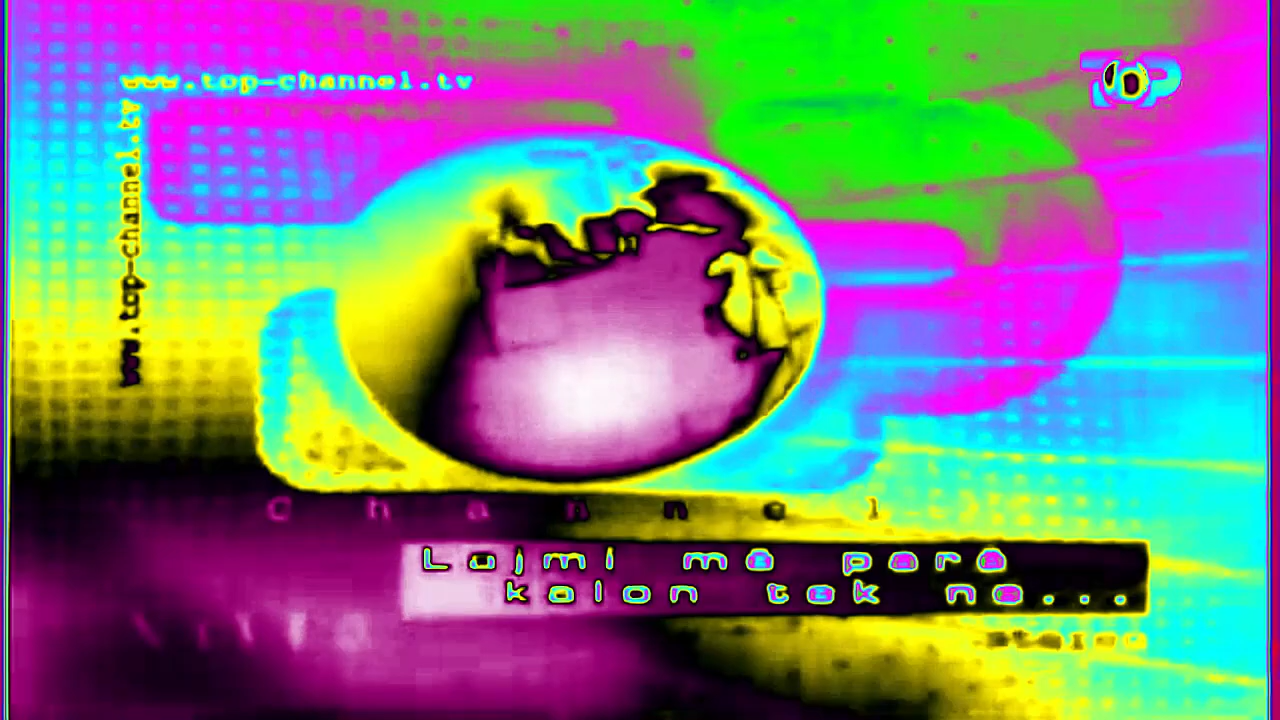 www.top-channel.tv
TOP
www.top-channel.tv
Channel
Lajmi më parë
kalon tek ne...